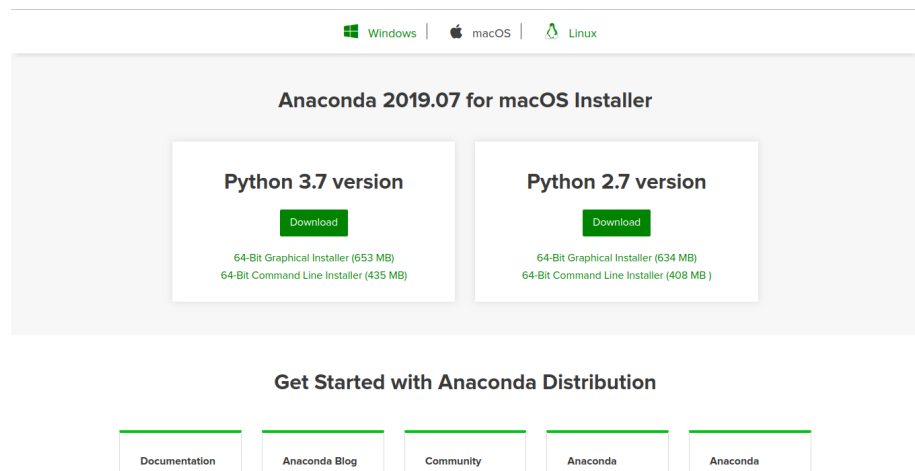 Windows | macOS | Linux
Anaconda 2019.07 for macOS Installer
Python 3.7 version
Download
64-Bit Graphical Installer (653 MB)
64-Bit Command Line Installer (435 MB)
Python 2.7 version
Download
64-Bit Graphical Installer (634 MB)
64-Bit Command Line Installer (408 MB )
Get Started with Anaconda Distribution
Documentation
Anaconda Blog
Community
Anaconda
Anaconda